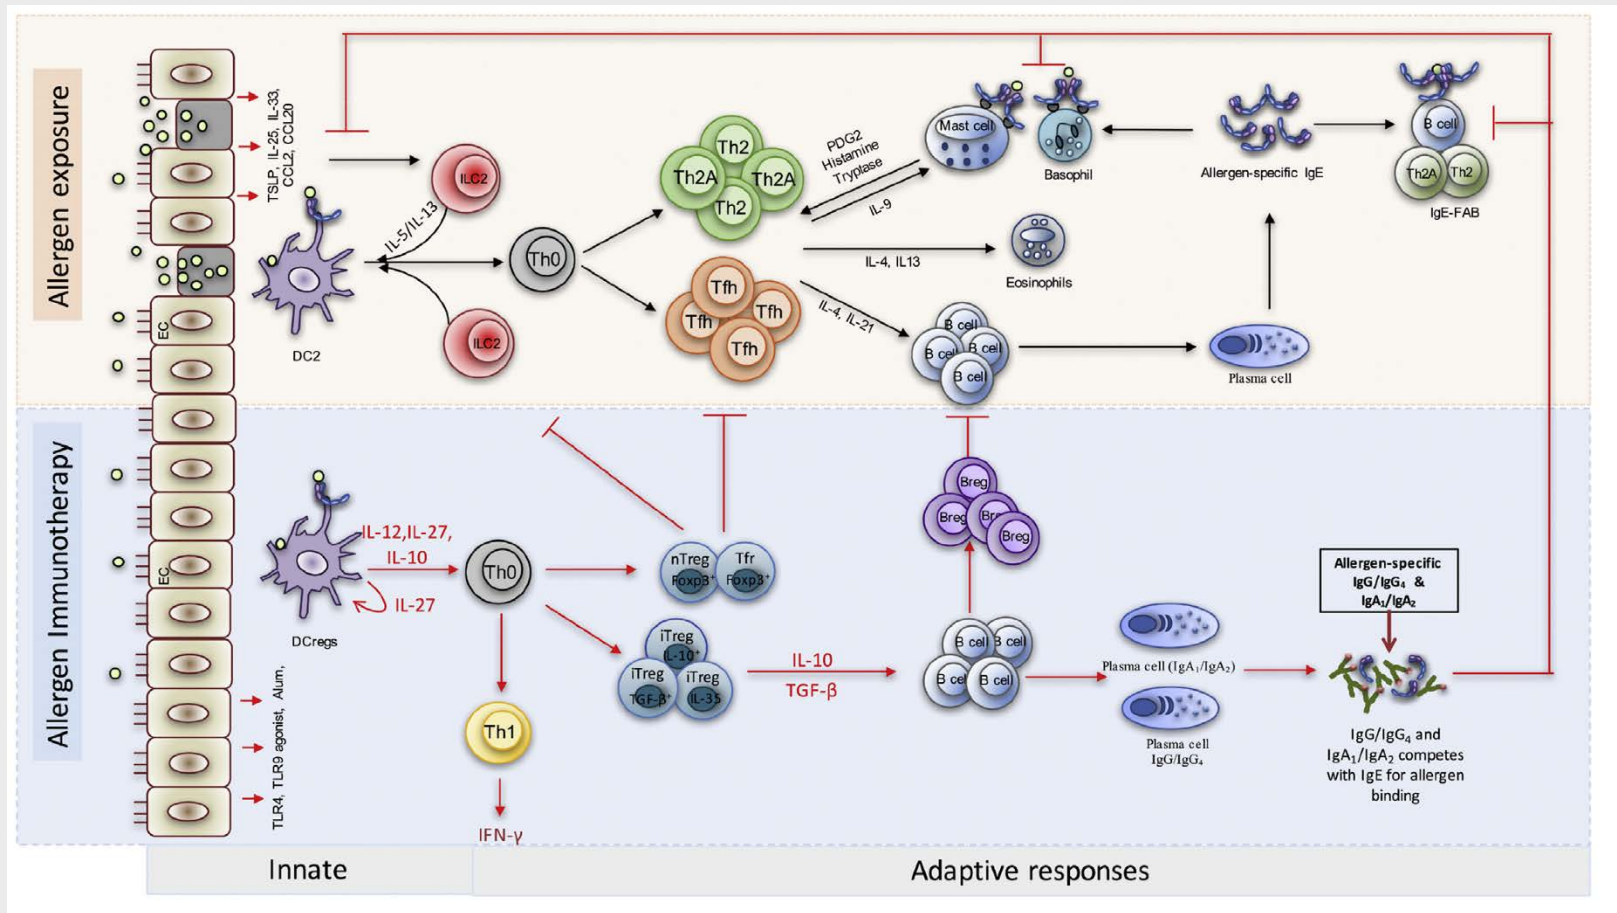 Allergen exposure
EC
TSLP, IL-25, IL-33,
CCL2, CCL20
DC2
ILC2
IL-5/IL-13
ILC2
Th0
Th2
Th2A
Th2A
Th2
Tfh
Tfh
Tfh
Tfh
PDG2
Histamine
Tryptase
IL-9
IL-4, IL13
IL-4, IL-21
Mast cell
Basophil
Eosinophils
B cell
B cell
B cell
B cell
Allergen-specific IgE
Plasma cell
B cell
Th2A
Th2
IgE-FAB
Allergen Immunotherapy
EC
TLR4, TLR9 agonist, Alum,
DCregs
IL-12,IL-27,
IL-10
IL-27
Th0
Th1
IFN-γ
nTreg
Foxp3⁺
Tfr
Foxp3⁺
iTreg
IL-10⁺
iTreg
TGF-β⁺
iTreg
IL-35
IL-10
TGF-β
Breg
Breg
Bre
Breg
B cell
B cell
B cel
B cell
Plasma cell (IgA₁/IgA₂)
Plasma cell
IgG/IgG₄
Allergen-specific
IgG/IgG₄ &
IgA₁/IgA₂
IgG/IgG₄ and
IgA₁/IgA₂ competes
with IgE for allergen
binding
Innate
Adaptive responses